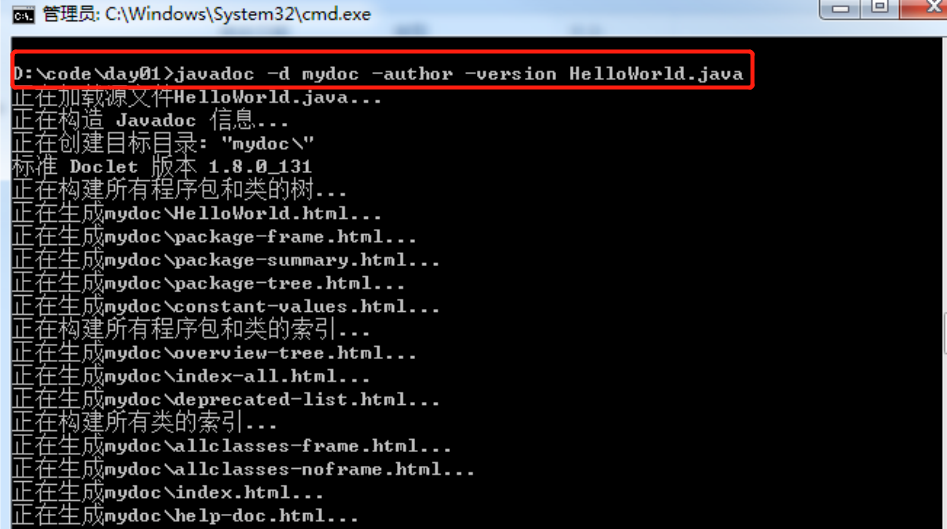 管理员: C:\Windows\System32\cmd.exe
D:\code\day01>javadoc -d mydoc -author -version HelloWorld.java
正在加载源文件HelloWorld.java...
正在构造 Javadoc 信息...
正在创建目标目录: "mydoc\"
标准 Doclet 版本 1.8.0_131
正在构建所有程序包和类的树...
正在生成mydoc\HelloWorld.html...
正在生成mydoc\package-frame.html...
正在生成mydoc\package-summary.html...
正在生成mydoc\package-tree.html...
正在生成mydoc\constant-values.html...
正在构建所有程序包和类的索引...
正在生成mydoc\overview-tree.html...
正在生成mydoc\index-all.html...
正在生成mydoc\deprecated-list.html...
正在构建所有类的索引...
正在生成mydoc\allclasses-frame.html...
正在生成mydoc\allclasses-noframe.html...
正在生成mydoc\index.html...
正在生成mydoc\help-doc.html...